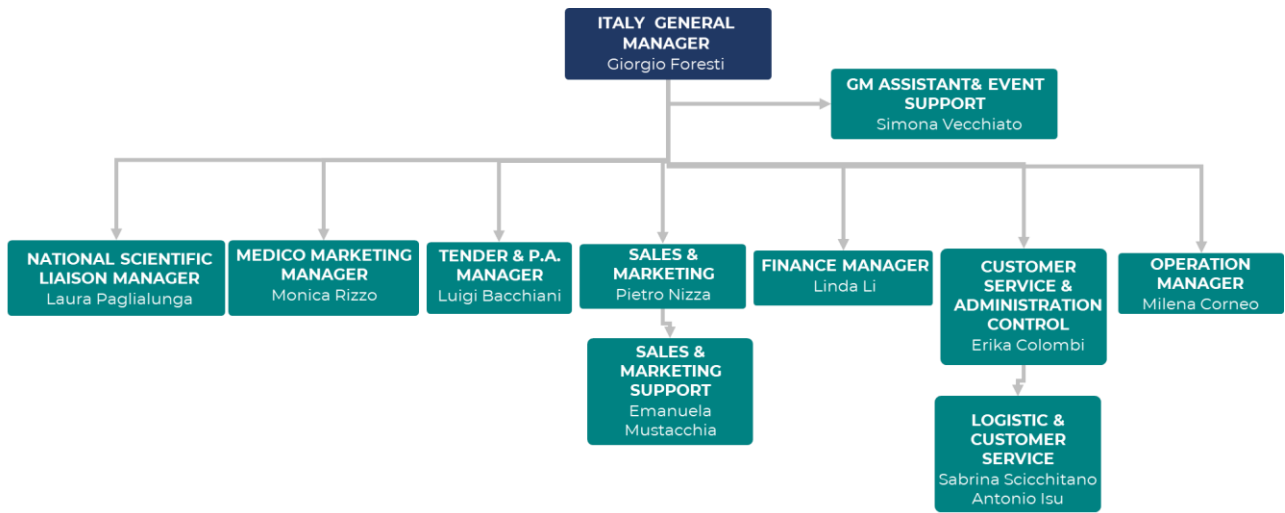 ITALY GENERAL
MANAGER
Giorgio Foresti
GM ASSISTANT& EVENT
SUPPORT
Simona Vecchiato
NATIONAL SCIENTIFIC
LIAISON MANAGER
Laura Paglialunga
MEDICO MARKETING
MANAGER
Monica Rizzo
TENDER & P.A.
MANAGER
Luigi Bacchiani
SALES &
MARKETING
Pietro Nizza
FINANCE MANAGER
Linda Li
CUSTOMER
SERVICE &
ADMINISTRATION
CONTROL
Erika Colombi
OPERATION
MANAGER
Milena Corneo
SALES &
MARKETING
SUPPORT
Emanuela
Mustacchia
LOGISTIC &
CUSTOMER
SERVICE
Sabrina Scicchitano
Antonio Isu